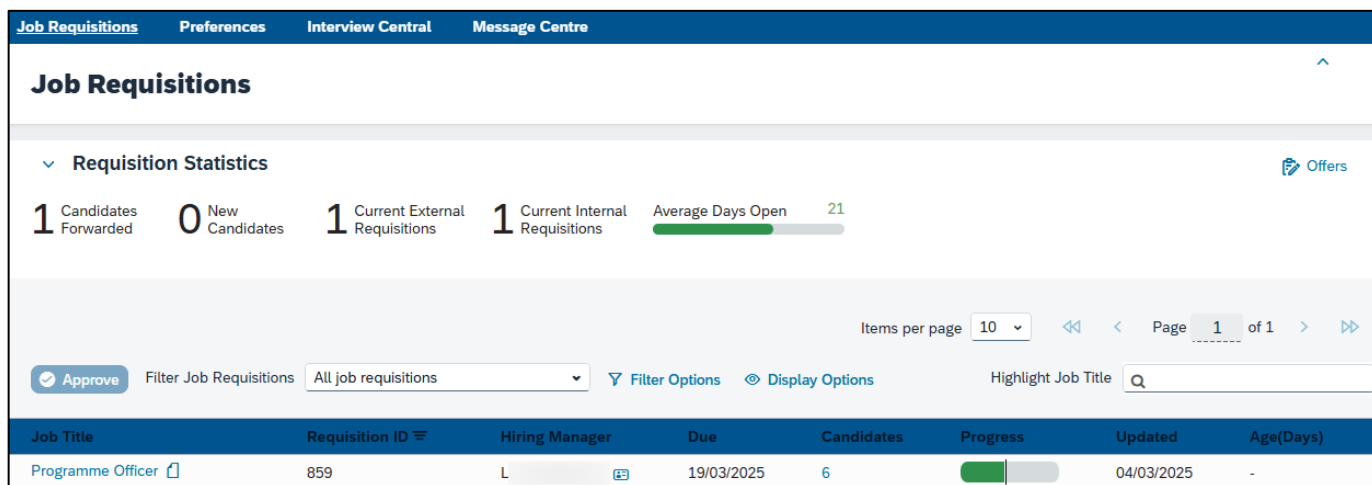 Job Requisitions Preferences Interview Central Message Centre
Job Requisitions
Requisition Statistics
Offers
1 Candidates Forwarded
0 New Candidates
1 Current External Requisitions
1 Current Internal Requisitions
Average Days Open 21
Items per page 10 Page 1 of 1
Approve Filter Job Requisitions All job requisitions Filter Options Display Options Highlight Job Title
Job Title Requisition ID Hiring Manager Due Candidates Progress Updated Age(Days)
Programme Officer 859 L 19/03/2025 6 04/03/2025 -